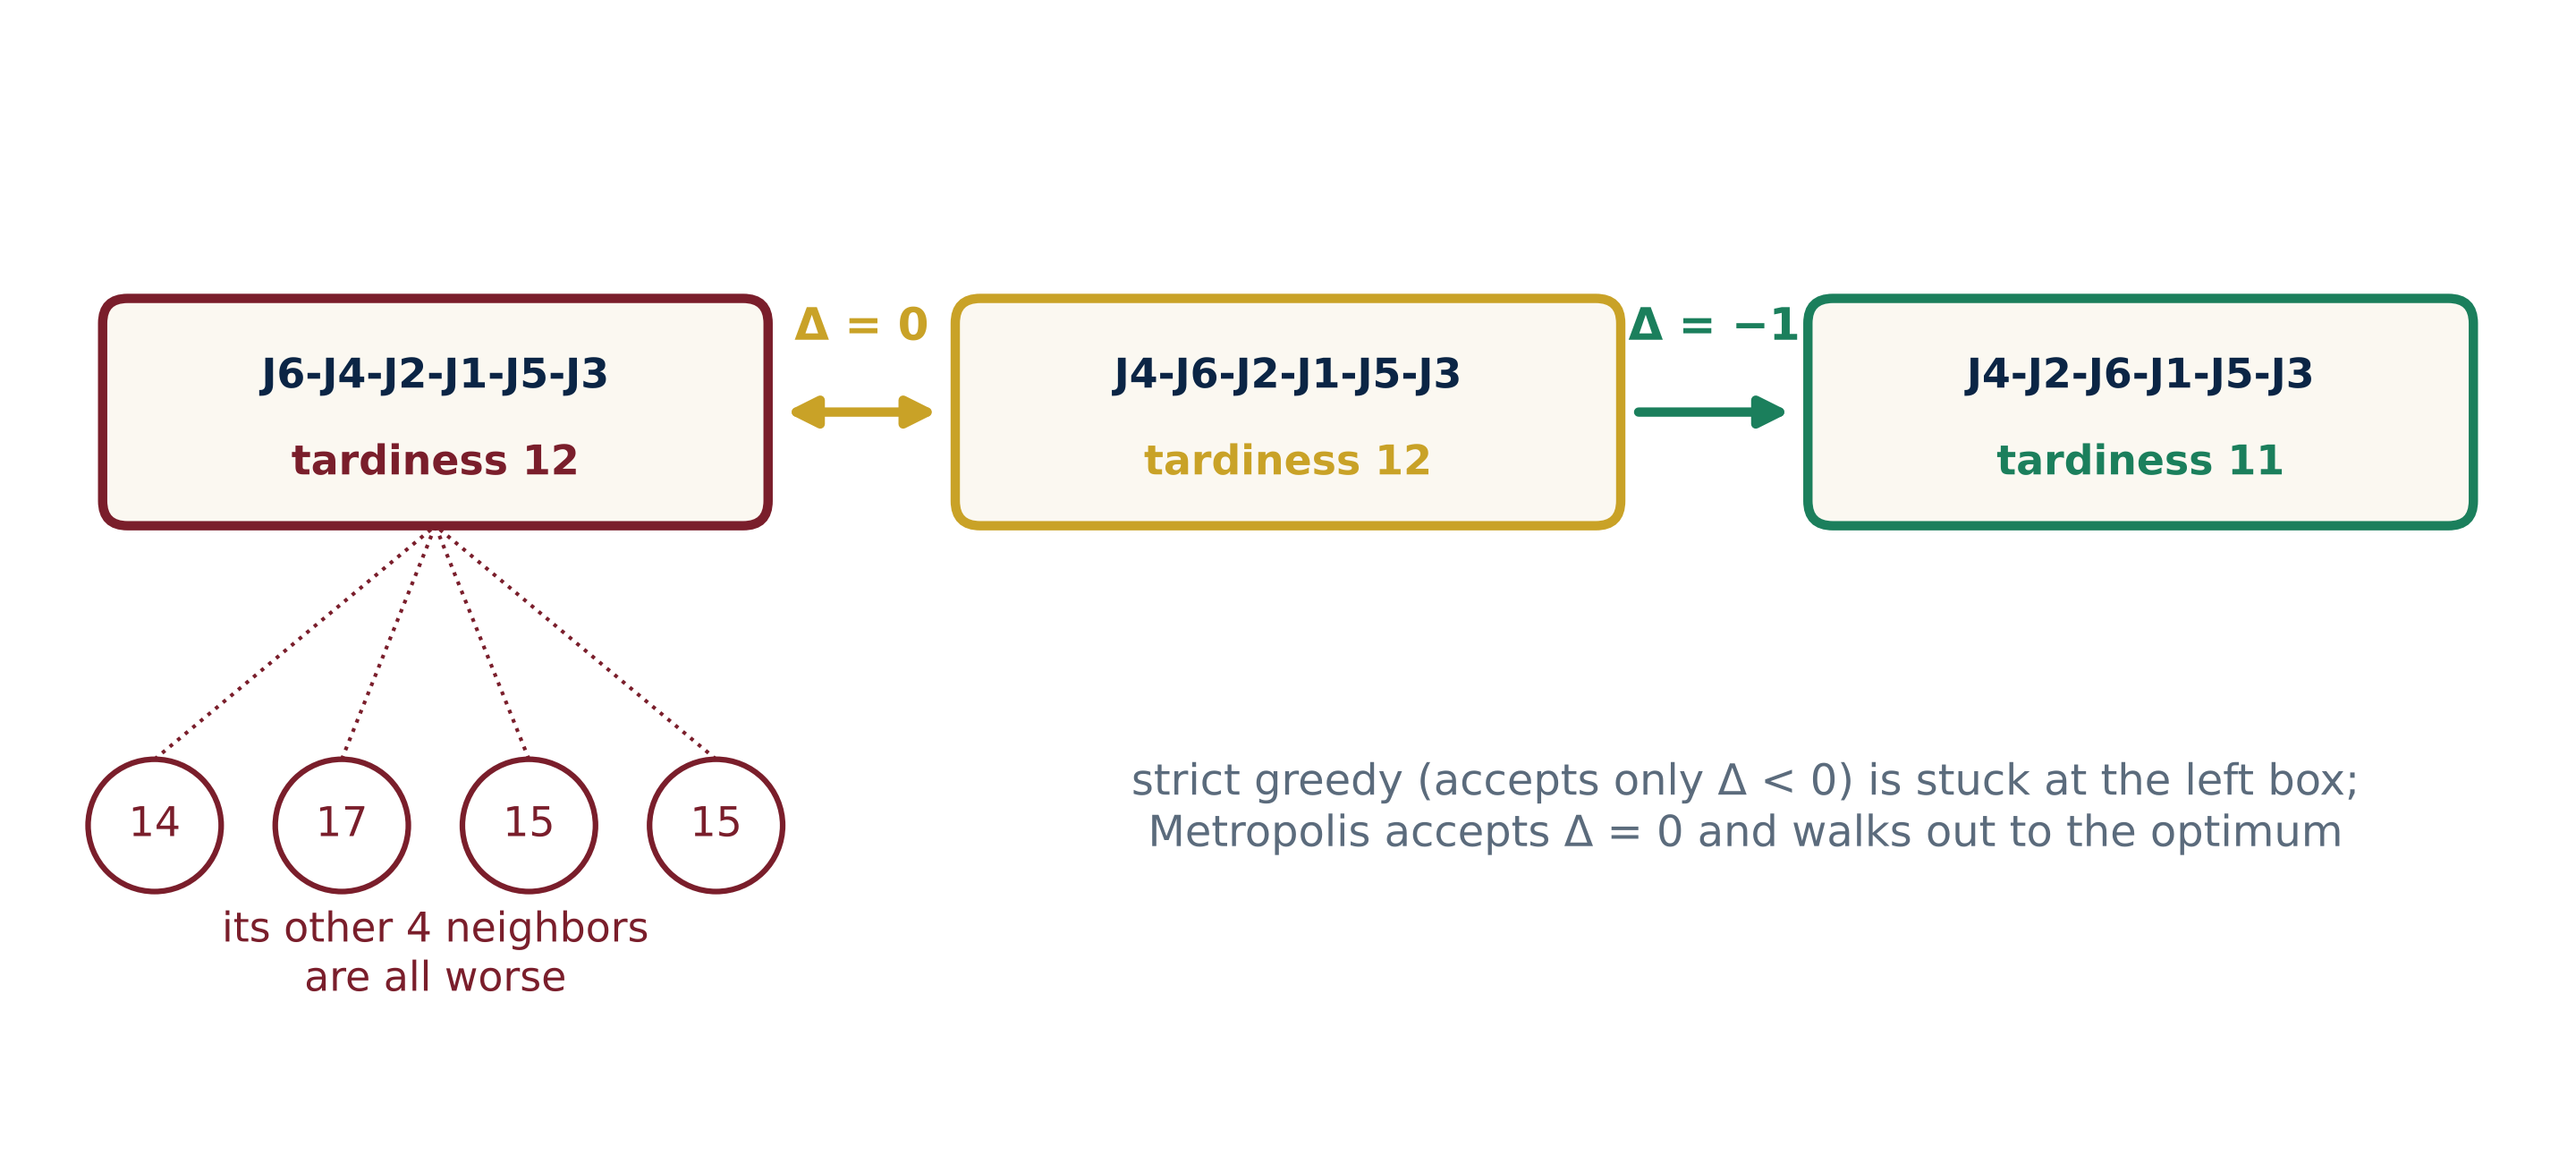 Δ = 0
Δ = −1
J6-J4-J2-J1-J5-J3
J4-J6-J2-J1-J5-J3
J4-J2-J6-J1-J5-J3
tardiness 12
tardiness 12
tardiness 11
14
17
15
15
strict greedy (accepts only Δ < 0) is stuck at the left box;
Metropolis accepts Δ = 0 and walks out to the optimum
its other 4 neighbors
are all worse